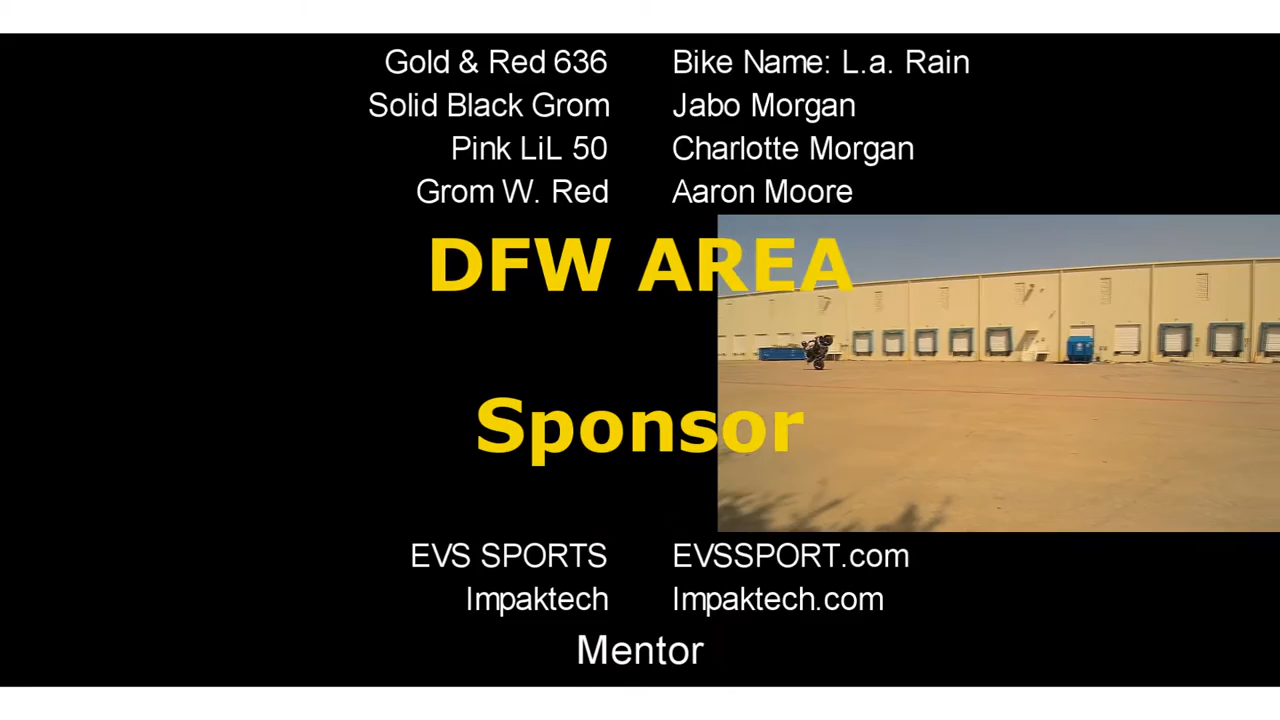 Gold & Red 636 Bike Name: L.a. Rain
Solid Black Grom Jabo Morgan
Pink LiL 50 Charlotte Morgan
Grom W. Red Aaron Moore
DFW AREA
Sponsor
EVS SPORTS EVSSPORT.com
Impaktech Impaktech.com
Mentor